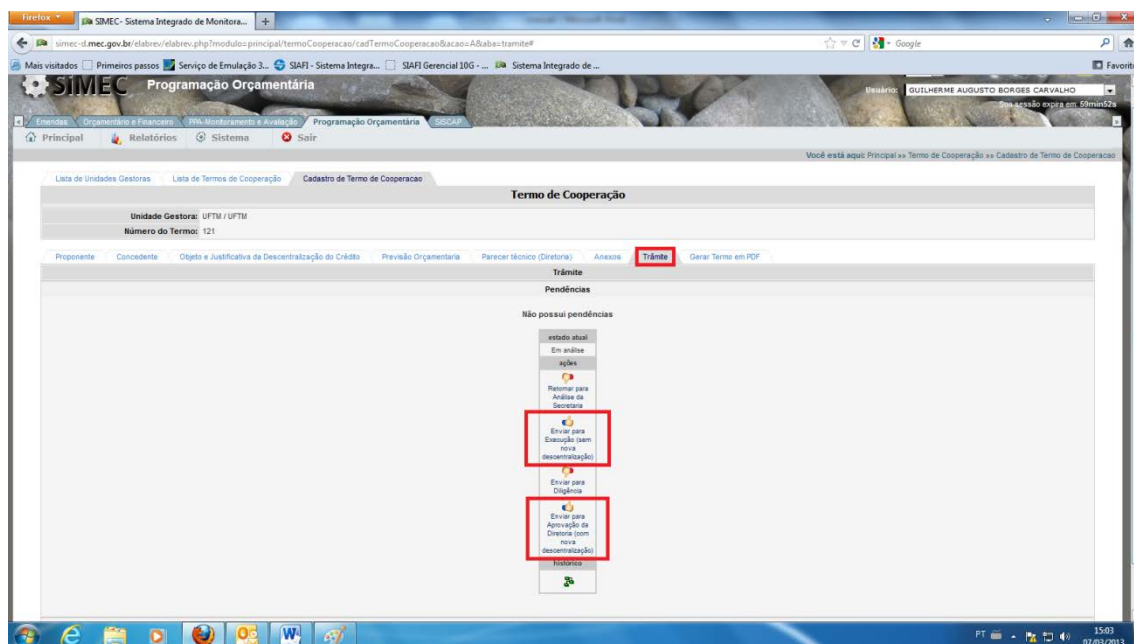 Firefox
SIMEC- Sistema Integrado de Monitora...
simec-d.mec.gov.br/elabrev/elabrev.php?modulo=principal/termoCooperacao/cadTermoCooperacao&acao=A&aba=tramite#
Google
Mais visitados Primeiros passos Serviço de Emulação 3... SIAFI - Sistema Integra... SIAFI Gerencial 10G - ... Sistema Integrado de ...
Favorit
SIMEC Programação Orçamentária
Usuário: GUILHERME AUGUSTO BORGES CARVALHO
Sua sessão expira em: 59min52s
Emendas Orçamentário e Financeiro PPA-Monitoramento e Avaliação Programação Orçamentária SISCAP
Principal Relatórios Sistema Sair
Você está aqui: Principal »» Termo de Cooperação »» Cadastro de Termo de Cooperacao
Lista de Unidades Gestoras Lista de Termos de Cooperação Cadastro de Termo de Cooperacao
Termo de Cooperação
Unidade Gestora: UFTM / UFTM
Número do Termo: 121
Proponente Concedente Objeto e Justificativa da Descentralização do Crédito Previsão Orçamentaria Parecer técnico (Diretoria) Anexos Trâmite Gerar Termo em PDF
Trâmite
Pendências
Não possui pendências
estado atual
Em análise
ações
Retornar para
Análise da
Secretaria
Enviar para
Execução (sem
nova
descentralização)
Enviar para
Diligência
Enviar para
Aprovação da
Diretoria (com
nova
descentralização)
histórico
PT
15:03
07/03/2013